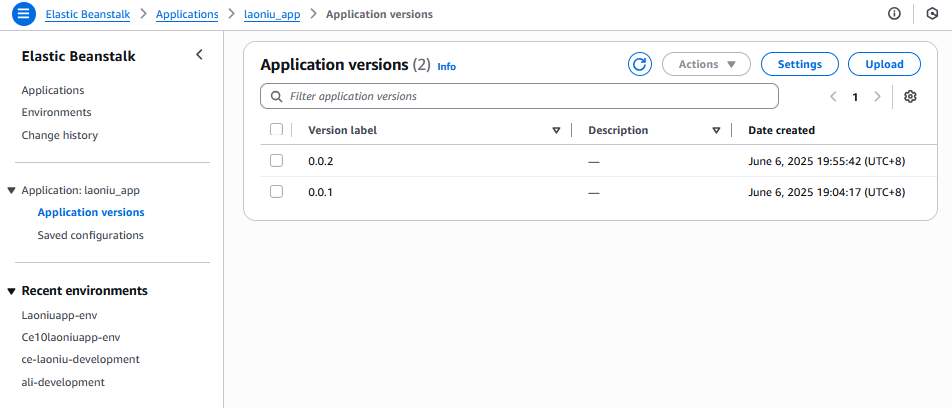 Elastic Beanstalk > Applications > laoniu_app > Application versions
Elastic Beanstalk
Applications
Environments
Change history
Application: laoniu_app
Application versions
Saved configurations
Recent environments
Laoniuapp-env
Ce10laoniuapp-env
ce-laoniu-development
ali-development
Application versions (2) Info
Actions
Settings
Upload
Filter application versions
1
Version label Description Date created
0.0.2 — June 6, 2025 19:55:42 (UTC+8)
0.0.1 — June 6, 2025 19:04:17 (UTC+8)